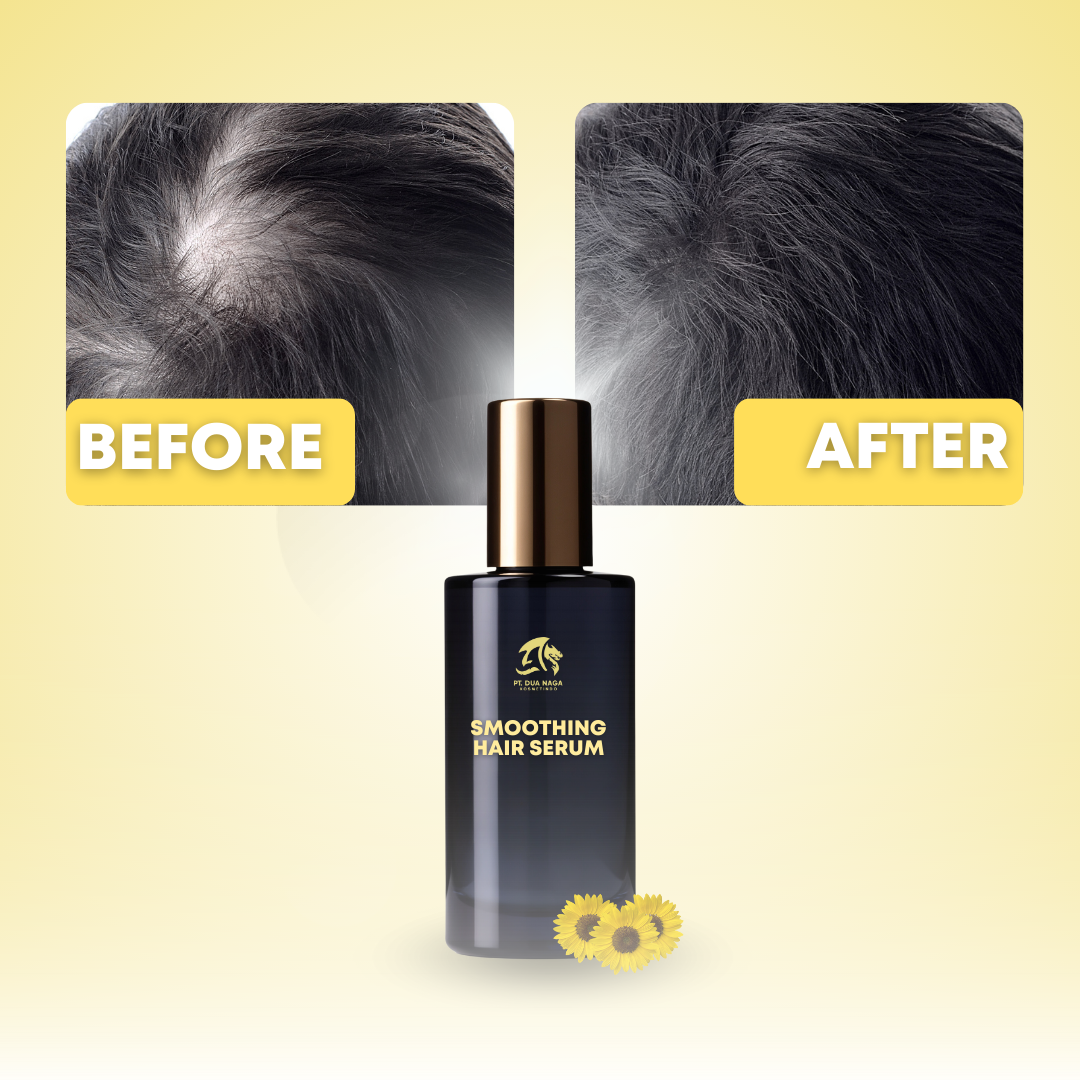 BEFORE
AFTER
PT. DUA NAGA
KOSMETINDO
SMOOTHING
HAIR SERUM